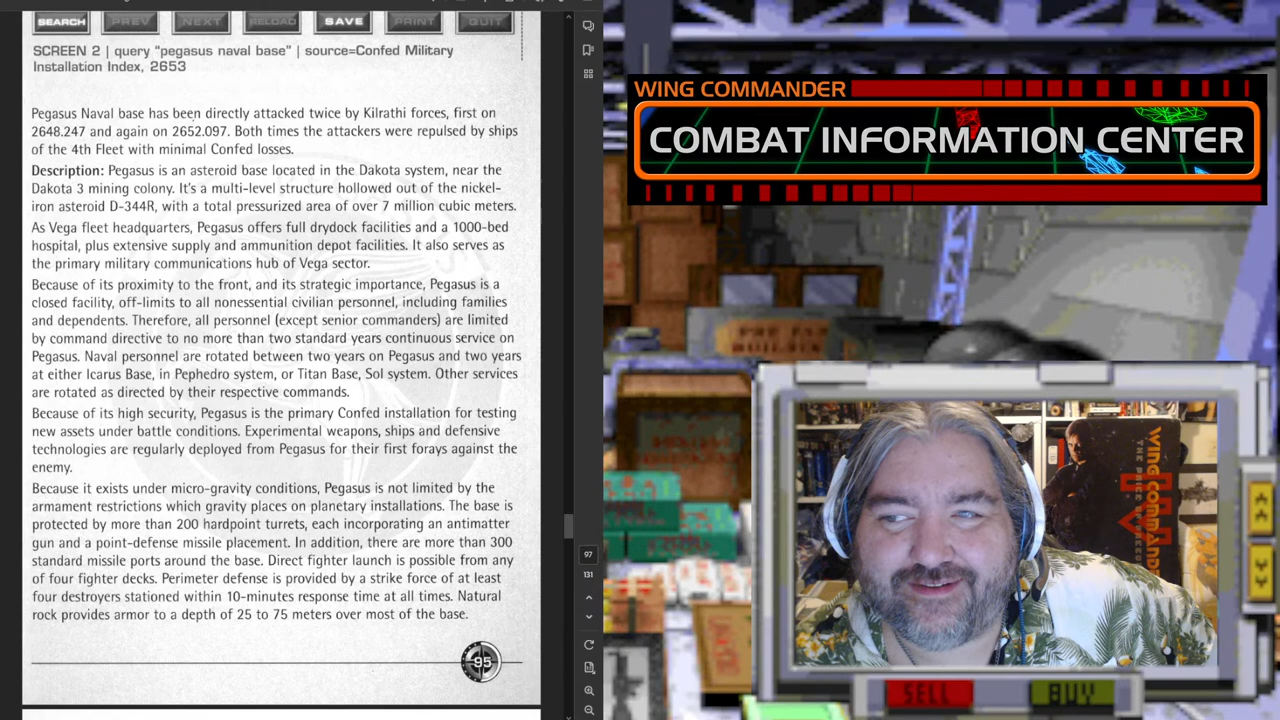 SEARCH PREV NEXT RELOAD SAVE PRINT QUIT
SCREEN 2 | query "pegasus naval base" | source=Confed Military
Installation Index, 2653
Pegasus Naval base has been directly attacked twice by Kilrathi forces, first on
2648.247 and again on 2652.097. Both times the attackers were repulsed by ships
of the 4th Fleet with minimal Confed losses.
Description: Pegasus is an asteroid base located in the Dakota system, near the
Dakota 3 mining colony. It's a multi-level structure hollowed out of the nickel-
iron asteroid D-344R, with a total pressurized area of over 7 million cubic meters.
As Vega fleet headquarters, Pegasus offers full drydock facilities and a 1000-bed
hospital, plus extensive supply and ammunition depot facilities. It also serves as
the primary military communications hub of Vega sector.
Because of its proximity to the front, and its strategic importance, Pegasus is a
closed facility, off-limits to all nonessential civilian personnel, including families
and dependents. Therefore, all personnel (except senior commanders) are limited
by command directive to no more than two standard years continuous service on
Pegasus. Naval personnel are rotated between two years on Pegasus and two years
at either Icarus Base, in Pephedro system, or Titan Base, Sol system. Other services
are rotated as directed by their respective commands.
Because of its high security, Pegasus is the primary Confed installation for testing
new assets under battle conditions. Experimental weapons, ships and defensive
technologies are regularly deployed from Pegasus for their first forays against the
enemy.
Because it exists under micro-gravity conditions, Pegasus is not limited by the
armament restrictions which gravity places on planetary installations. The base is
protected by more than 200 hardpoint turrets, each incorporating an antimatter
gun and a point-defense missile placement. In addition, there are more than 300
standard missile ports around the base. Direct fighter launch is possible from any
of four fighter decks. Perimeter defense is provided by a strike force of at least
four destroyers stationed within 10-minutes response time at all times. Natural
rock provides armor to a depth of 25 to 75 meters over most of the base.
95
97
131
WING COMMANDER
COMBAT INFORMATION CENTER
WING COMMANDER
THE PRICE OF FREEDOM
SELL BUY